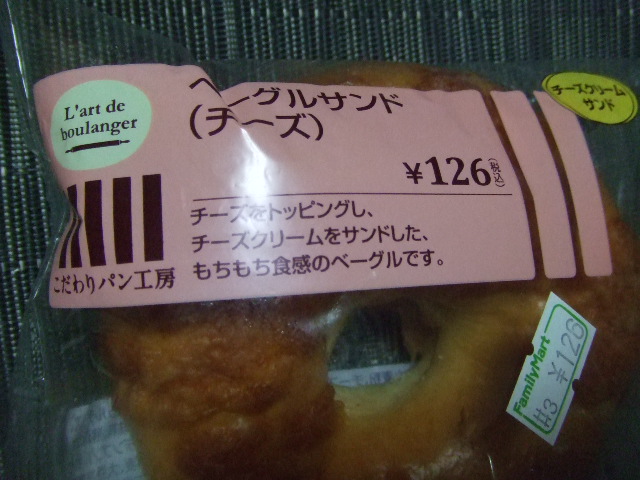 L'art de
boulanger
ベーグルサンド
(チーズ)
¥126(税込)
チーズをトッピングし、
チーズクリームをサンドした、
もちもち食感のベーグルです。
こだわりパン工房
チーズクリーム
サンド
FamilyMart
#3 ¥126